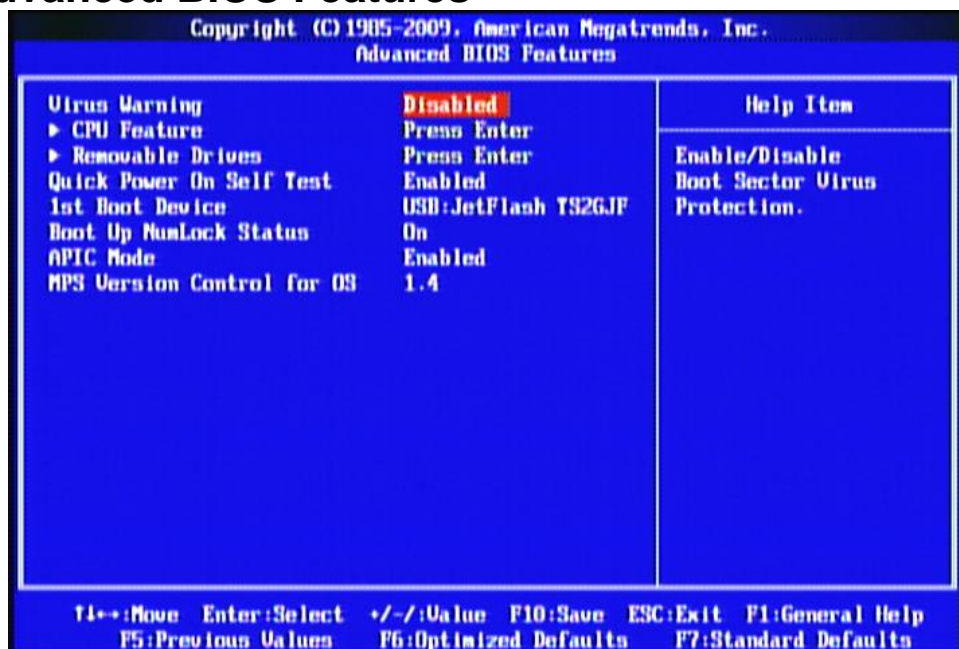 dvanced BIOS Features
Copyright (C)1985-2009, American Megatrends, Inc.
Advanced BIOS Features
Virus Warning Disabled
► CPU Feature Press Enter
► Removable Drives Press Enter
Quick Power On Self Test Enabled
1st Boot Device USB:JetFlash TS2GJF
Boot Up NumLock Status On
APIC Mode Enabled
MPS Version Control for OS 1.4
Help Item
Enable/Disable
Boot Sector Virus
Protection.
↑↓←→:Move Enter:Select +/-/:Value F10:Save ESC:Exit F1:General Help
F5:Previous Values F6:Optimized Defaults F7:Standard Defaults